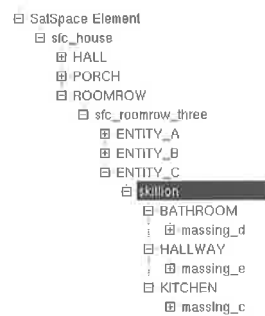 SatSpace Element
sfc_house
HALL
PORCH
ROOMROW
sfc_roomrow_three
ENTITY_A
ENTITY_B
ENTITY_C
skillion
BATHROOM
massing_d
HALLWAY
massing_e
KITCHEN
massing_c